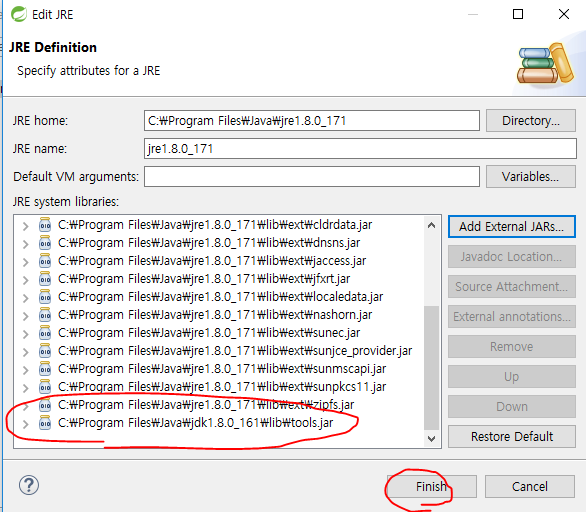 Edit JRE
JRE Definition
Specify attributes for a JRE
JRE home:
C:₩Program Files₩Java₩jre1.8.0_171
Directory...
JRE name:
jre1.8.0_171
Default VM arguments:
Variables...
JRE system libraries:
C:₩Program Files₩Java₩jre1.8.0_171₩lib₩ext₩cldrdata.jar
C:₩Program Files₩Java₩jre1.8.0_171₩lib₩ext₩dnsns.jar
C:₩Program Files₩Java₩jre1.8.0_171₩lib₩ext₩jaccess.jar
C:₩Program Files₩Java₩jre1.8.0_171₩lib₩ext₩jfxrt.jar
C:₩Program Files₩Java₩jre1.8.0_171₩lib₩ext₩localedata.jar
C:₩Program Files₩Java₩jre1.8.0_171₩lib₩ext₩nashorn.jar
C:₩Program Files₩Java₩jre1.8.0_171₩lib₩ext₩sunec.jar
C:₩Program Files₩Java₩jre1.8.0_171₩lib₩ext₩sunjce_provider.jar
C:₩Program Files₩Java₩jre1.8.0_171₩lib₩ext₩sunmscapi.jar
C:₩Program Files₩Java₩jre1.8.0_171₩lib₩ext₩sunpkcs11.jar
C:₩Program Files₩Java₩jre1.8.0_171₩lib₩ext₩zipfs.jar
C:₩Program Files₩Java₩jdk1.8.0_161₩lib₩tools.jar
Add External JARs...
Javadoc Location...
Source Attachment...
External annotations...
Remove
Up
Down
Restore Default
Finish
Cancel